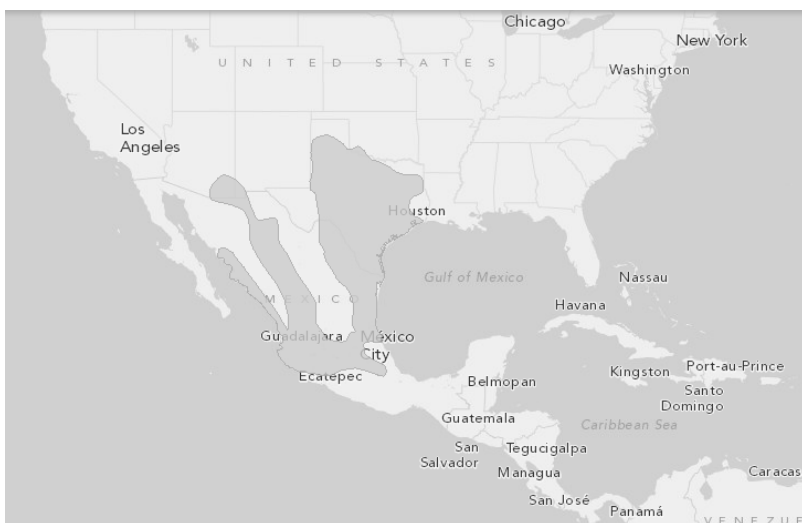 Chicago
New York
UNITED STATES
Washington
Los
Angeles
Houston
Gulf of Mexico
Nassau
MEXICO
Havana
Guadalajara
México
City
Ecatepec
Belmopan
Kingston
Port-au-Prince
Santo
Domingo
Guatemala
Caribbean Sea
San
Salvador
Tegucigalpa
Managua
Caracas
San José
Panamá
VENEZU